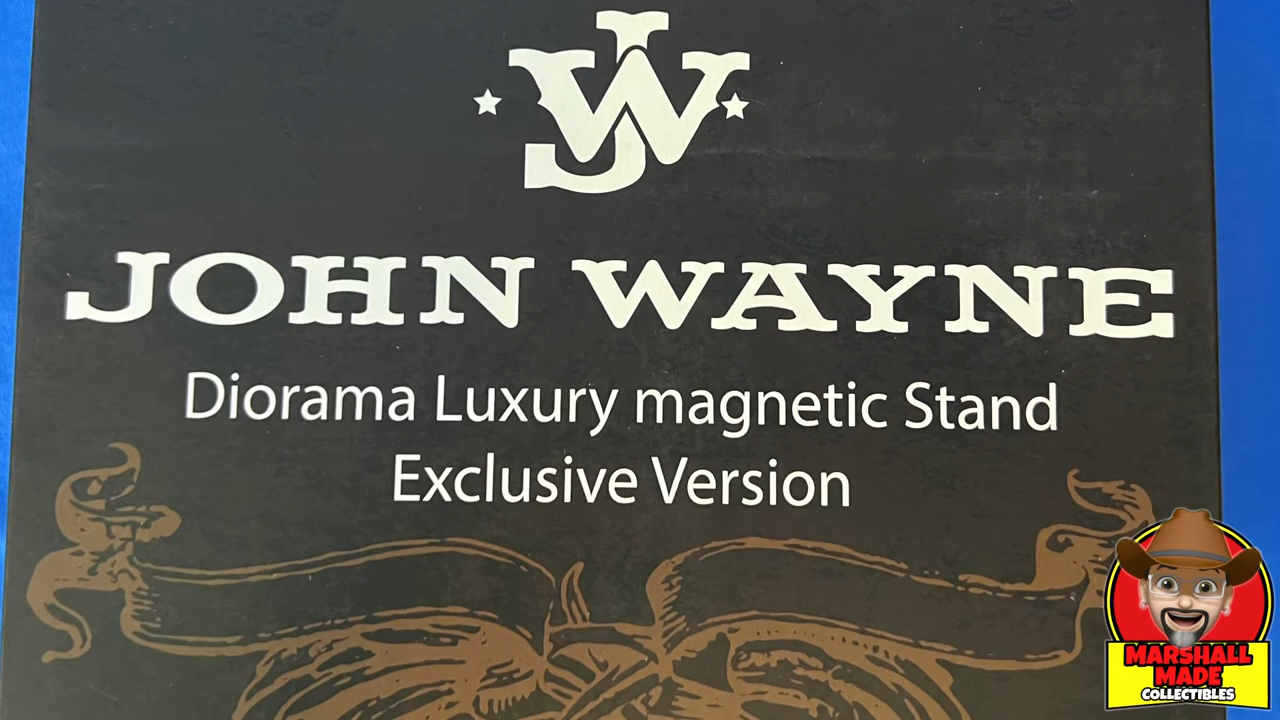 JW
JOHN WAYNE
Diorama Luxury magnetic Stand
Exclusive Version
MARSHALL
MADE
COLLECTIBLES